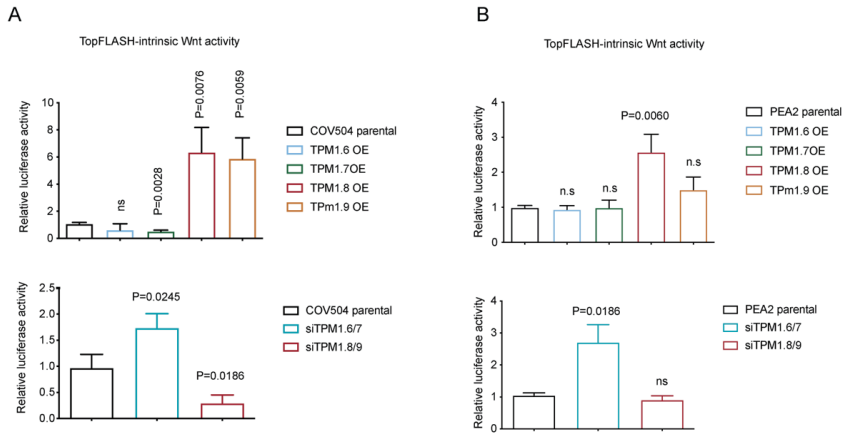 A
TopFLASH-intrinsic Wnt activity
Relative luciferase activity
10
8
6
4
2
0
ns
P=0.0028
P=0.0076
P=0.0059
COV504 parental
TPM1.6 OE
TPM1.7OE
TPM1.8 OE
TPm1.9 OE
Relative luciferase activity
2.0
1.5
1.0
0.5
0.0
P=0.0245
P=0.0186
COV504 parental
siTPM1.6/7
siTPM1.8/9
B
TopFLASH-intrinsic Wnt activity
Relative luciferase activity
4
3
2
1
0
n.s
n.s
P=0.0060
n.s
PEA2 parental
TPM1.6 OE
TPM1.7OE
TPM1.8 OE
TPm1.9 OE
Relative luciferase activity
4
3
2
1
0
P=0.0186
ns
PEA2 parental
siTPM1.6/7
siTPM1.8/9